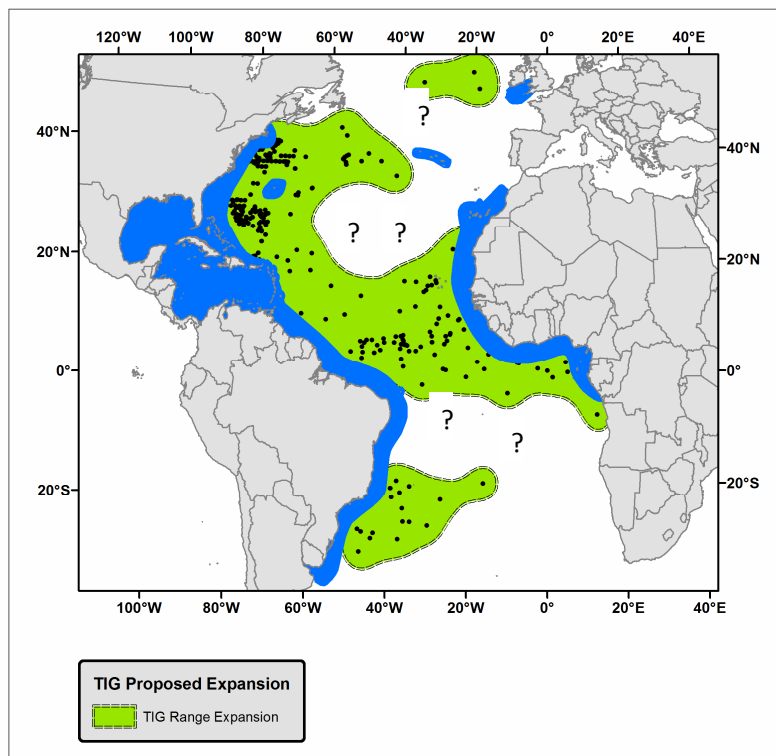 120°W 100°W 80°W 60°W 40°W 20°W 0° 20°E 40°E
?
40°N 40°N
? ?
20°N 20°N
0° 0°
?
?
20°S 20°S
100°W 80°W 60°W 40°W 20°W 0° 20°E 40°E
TIG Proposed Expansion
TIG Range Expansion